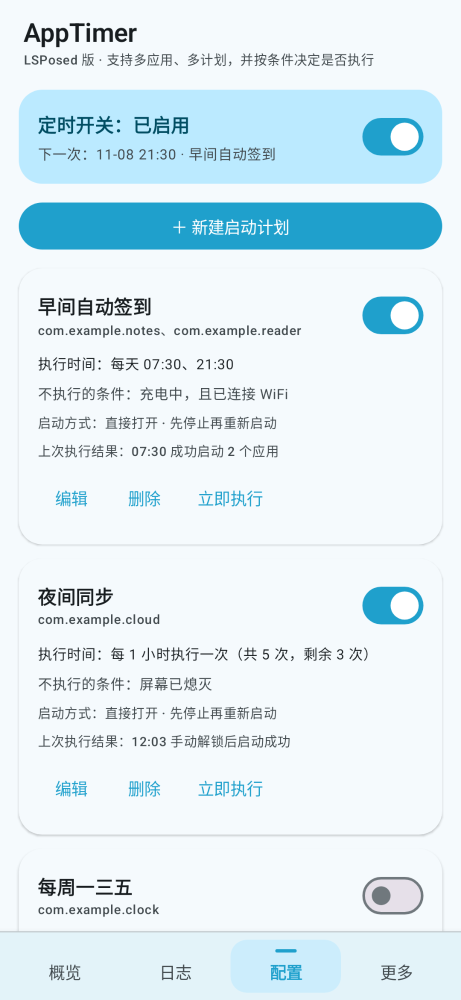 AppTimer
LSPosed 版 · 支持多应用、多计划，并按条件决定是否执行
定时开关：已启用
下一次：11-08 21:30 · 早间自动签到
＋ 新建启动计划
早间自动签到
com.example.notes、com.example.reader
执行时间：每天 07:30、21:30
不执行的条件：充电中，且已连接 WiFi
启动方式：直接打开 · 先停止再重新启动
上次执行结果：07:30 成功启动 2 个应用
编辑 删除 立即执行
夜间同步
com.example.cloud
执行时间：每 1 小时执行一次（共 5 次，剩余 3 次）
不执行的条件：屏幕已熄灭
启动方式：直接打开 · 先停止再重新启动
上次执行结果：12:03 手动解锁后启动成功
编辑 删除 立即执行
每周一三五
com.example.clock
概览 日志 配置 更多